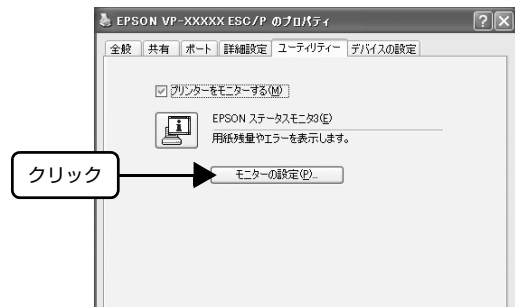 EPSON VP-XXXXX ESC/P のプロパティ
全般 共有 ポート 詳細設定 ユーティリティー デバイスの設定
プリンターをモニターする(M)
EPSON ステータスモニタ3(E)
用紙残量やエラーを表示します。
クリック
モニターの設定(P)...